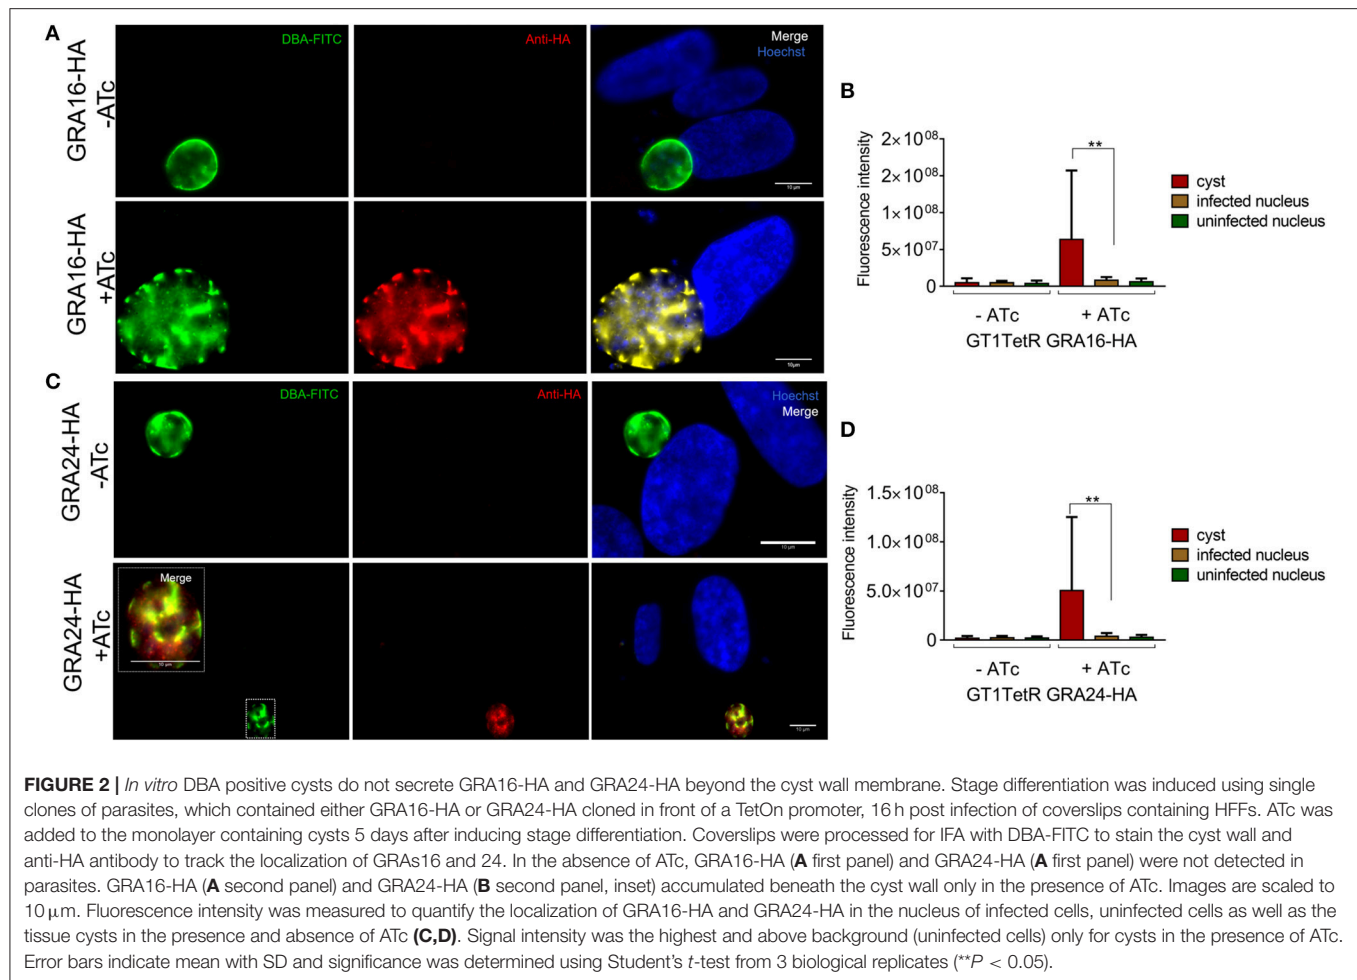 A
GRA16-HA
-ATc
DBA-FITC
Anti-HA
Merge
Hoechst
10 µm
GRA16-HA
+ATc
10µm
B
Fluorescence intensity
2× 10⁰⁸
2× 10⁰⁸
1× 10⁰⁸
5× 10⁰⁷
0
**
cyst
infected nucleus
uninfected nucleus
- ATc
+ ATc
GT1TetR GRA16-HA
C
GRA24-HA
-ATc
DBA-FITC
Anti-HA
Hoechst
Merge
10 µm
GRA24-HA
+ATc
Merge
10 µm
10 µm
D
Fluorescence intensity
1.5× 10⁰⁸
1.0× 10⁰⁸
5.0× 10⁰⁷
0
**
cyst
infected nucleus
uninfected nucleus
- ATc
+ ATc
GT1TetR GRA24-HA
FIGURE 2 | In vitro DBA positive cysts do not secrete GRA16-HA and GRA24-HA beyond the cyst wall membrane. Stage differentiation was induced using single
clones of parasites, which contained either GRA16-HA or GRA24-HA cloned in front of a TetOn promoter, 16 h post infection of coverslips containing HFFs. ATc was
added to the monolayer containing cysts 5 days after inducing stage differentiation. Coverslips were processed for IFA with DBA-FITC to stain the cyst wall and
anti-HA antibody to track the localization of GRAs16 and 24. In the absence of ATc, GRA16-HA (A first panel) and GRA24-HA (A first panel) were not detected in
parasites. GRA16-HA (A second panel) and GRA24-HA (B second panel, inset) accumulated beneath the cyst wall only in the presence of ATc. Images are scaled to
10 µm. Fluorescence intensity was measured to quantify the localization of GRA16-HA and GRA24-HA in the nucleus of infected cells, uninfected cells as well as the
tissue cysts in the presence and absence of ATc (C,D). Signal intensity was the highest and above background (uninfected cells) only for cysts in the presence of ATc.
Error bars indicate mean with SD and significance was determined using Student's t-test from 3 biological replicates (**P < 0.05).